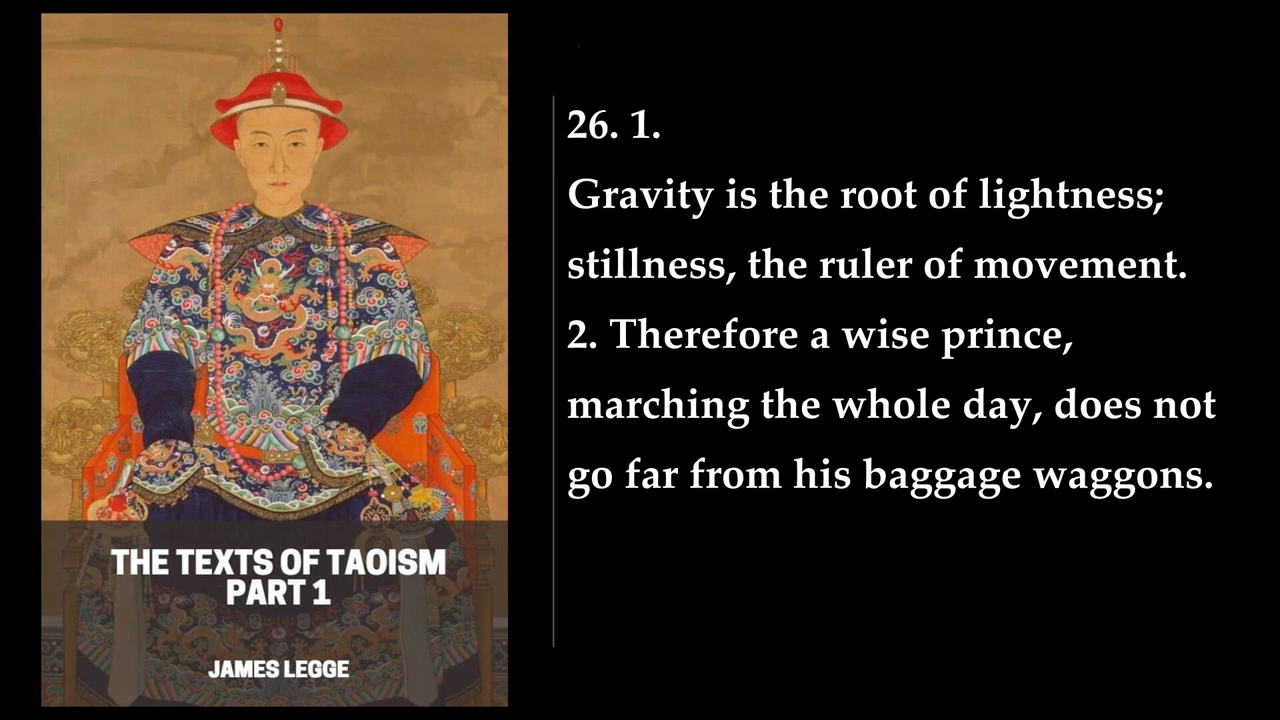 THE TEXTS OF TAOISM
PART 1
JAMES LEGGE
26. 1.
Gravity is the root of lightness;
stillness, the ruler of movement.
2. Therefore a wise prince,
marching the whole day, does not
go far from his baggage waggons.